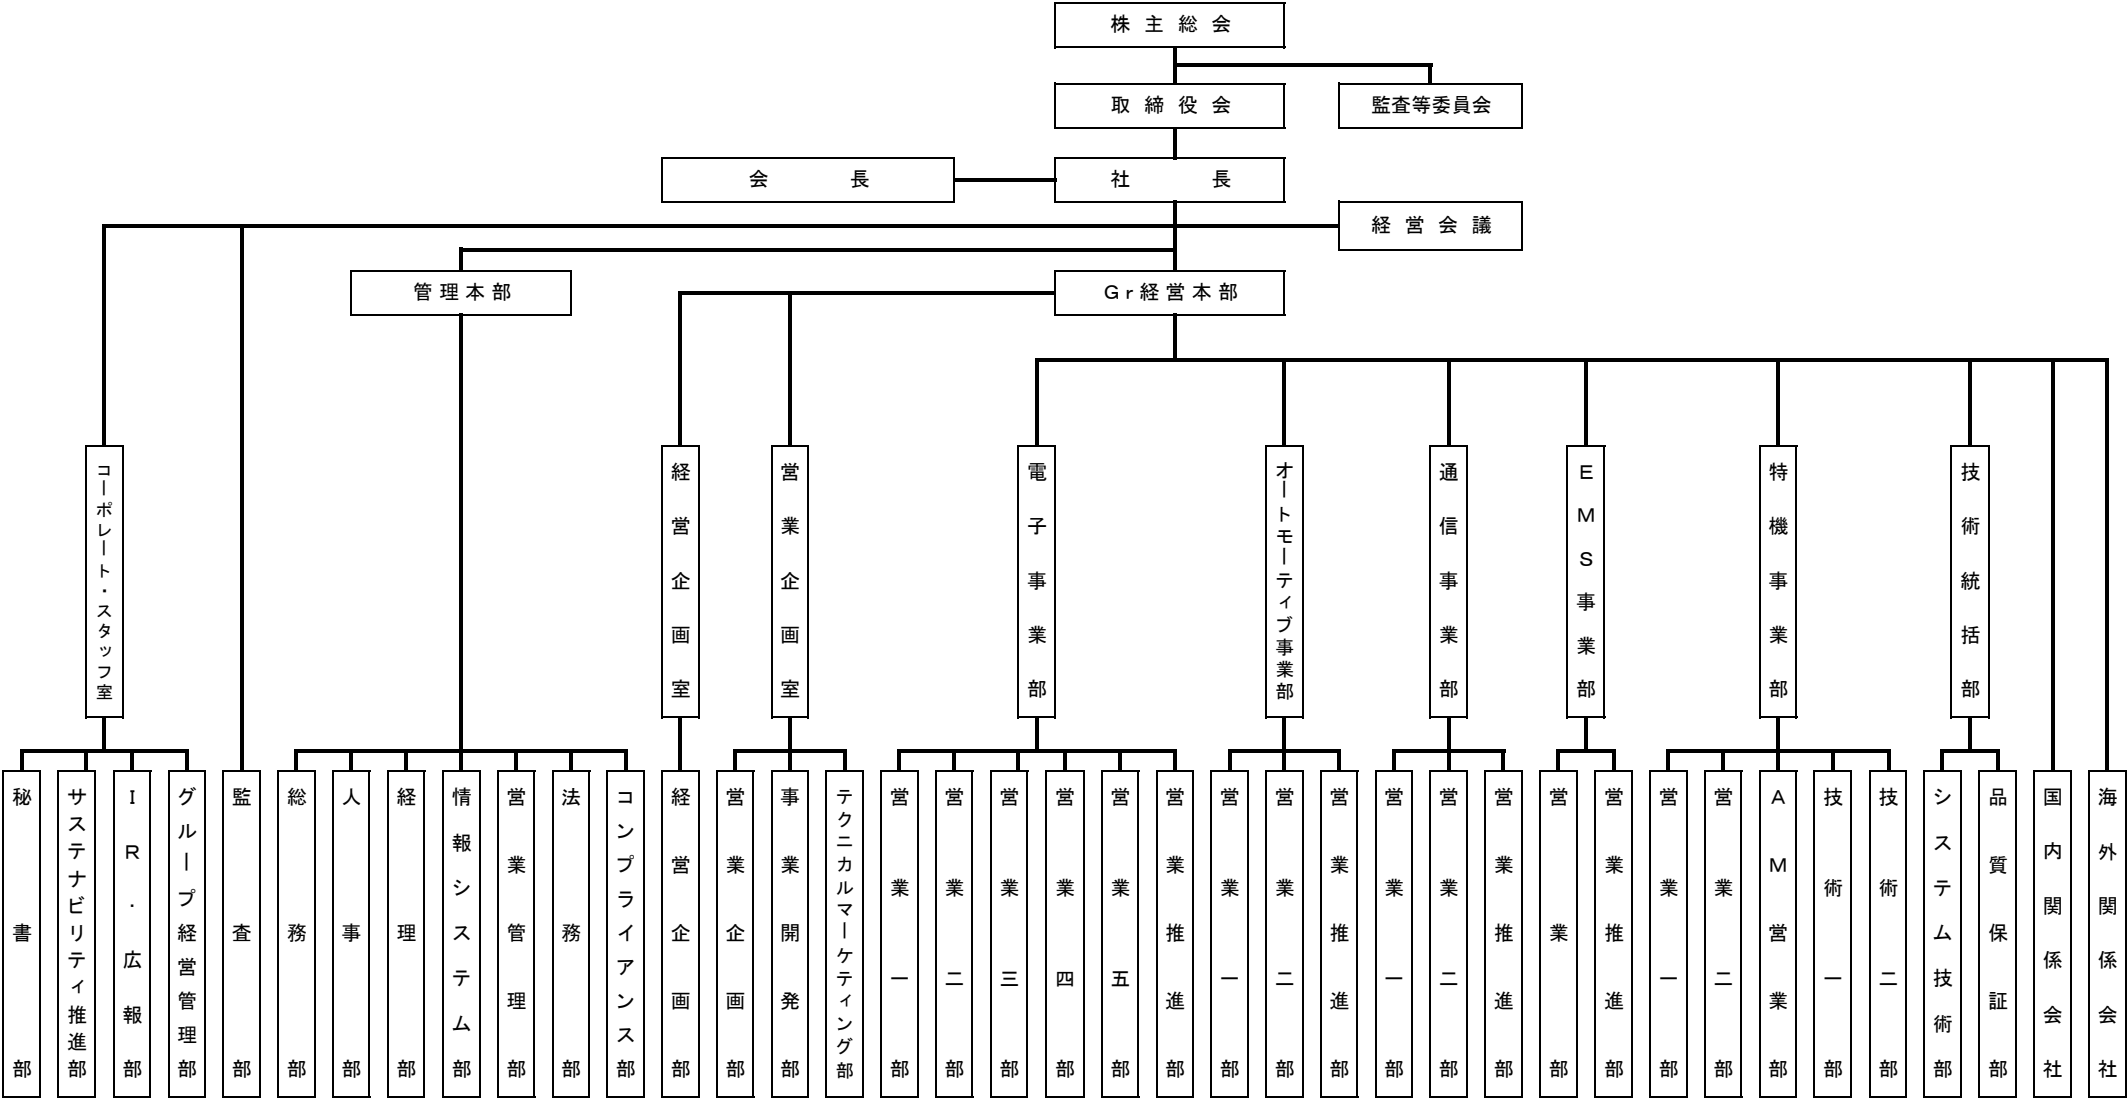 株主総会
取締役会
監査等委員会
会長
社長
経営会議
管理本部
Gr経営本部
コーポレート・スタッフ室
経営企画室
営業企画室
電子事業部
オートモーティブ事業部
通信事業部
EMS事業部
特機事業部
技術統括部
秘書部
サステナビリティ推進部
IR・広報部
グループ経営管理部
監査部
総務部
人事部
経理部
情報システム部
営業管理部
法務部
コンプライアンス部
経営企画部
営業企画部
事業開発部
テクニカルマーケティング部
営業一部
営業二部
営業三部
営業四部
営業五部
営業推進部
営業一部
営業二部
営業推進部
営業一部
営業二部
営業推進部
営業部
営業推進部
営業一部
営業二部
AM営業部
技術一部
技術二部
システム技術部
品質保証部
国内関係会社
海外関係会社